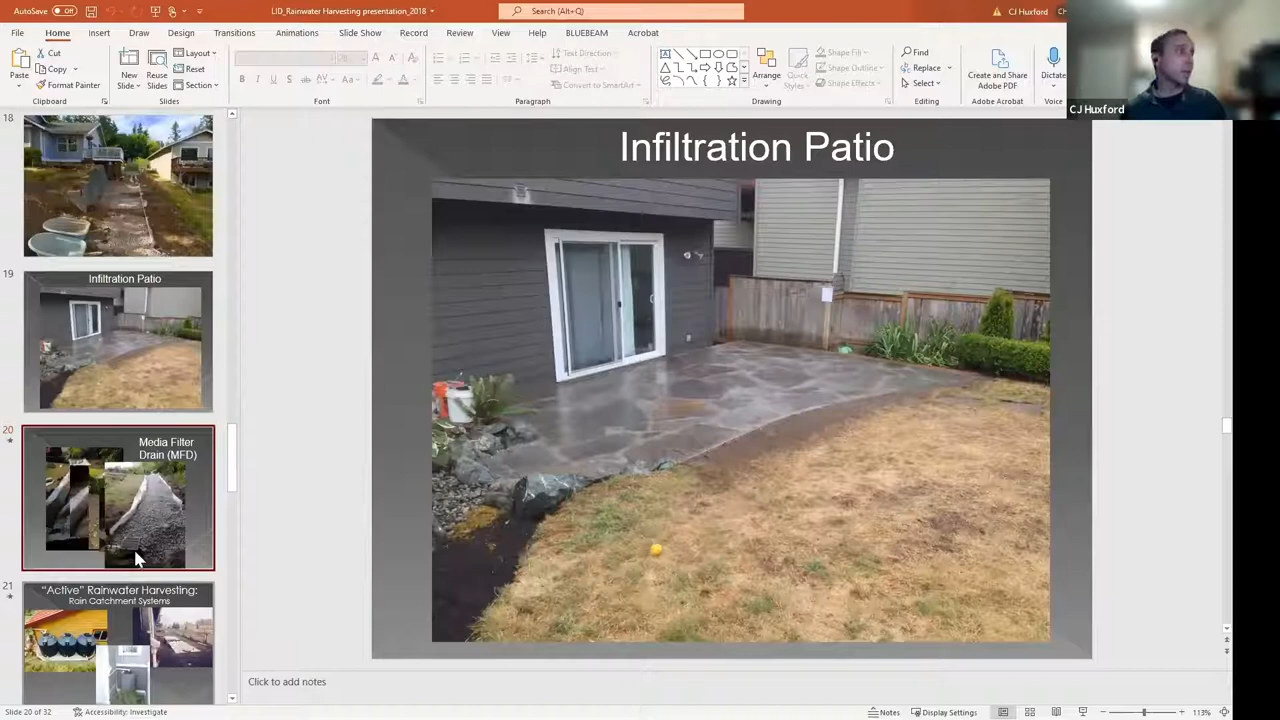 AutoSave Off
LID_Rainwater Harvesting presentation_2018
Search (Alt+Q)
CJ Huxford
File Home Insert Draw Design Transitions Animations Slide Show Record Review View Help BLUEBEAM Acrobat
Paste
Cut
Copy
Format Painter
Clipboard
New
Slide
Reuse
Slides
Layout
Reset
Section
Slides
Font
Text Direction
Align Text
Convert to SmartArt
Paragraph
Arrange
Quick
Styles
Shape Fill
Shape Outline
Shape Effects
Drawing
Find
Replace
Select
Editing
Create and Share
Adobe PDF
Adobe Acrobat
Dictate
Voice
CJ Huxford
18
19
Infiltration Patio
20
Media Filter
Drain (MFD)
21
“Active” Rainwater Harvesting:
Rain Catchment Systems
Infiltration Patio
Click to add notes
Slide 20 of 32
Accessibility: Investigate
Notes
Display Settings
113%